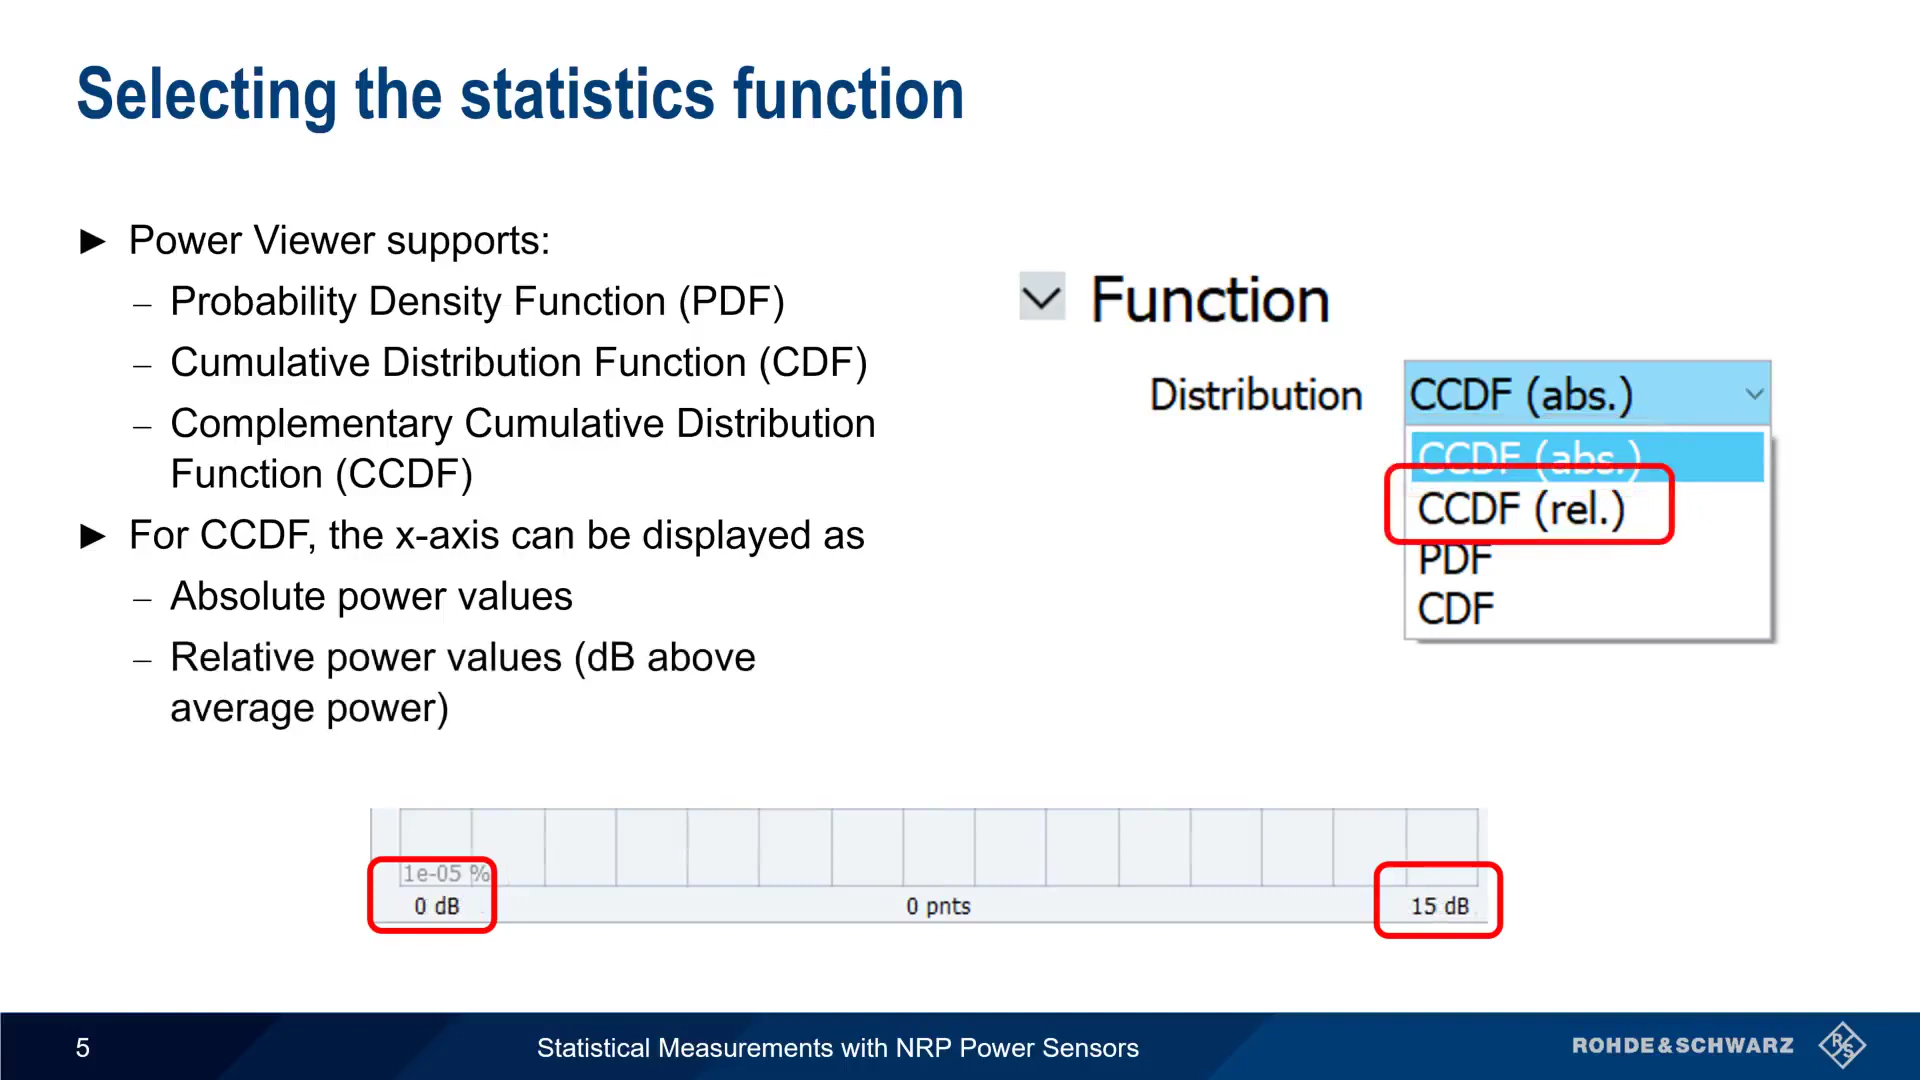 Selecting the statistics function
► Power Viewer supports:
– Probability Density Function (PDF)
– Cumulative Distribution Function (CDF)
– Complementary Cumulative Distribution
Function (CCDF)
► For CCDF, the x-axis can be displayed as
– Absolute power values
– Relative power values (dB above
average power)
Function
Distribution
CCDF (abs.)
CCDF (abs.)
CCDF (rel.)
PDF
CDF
1e-05 %
0 dB
0 pnts
15 dB
5
Statistical Measurements with NRP Power Sensors
ROHDE&SCHWARZ
RS